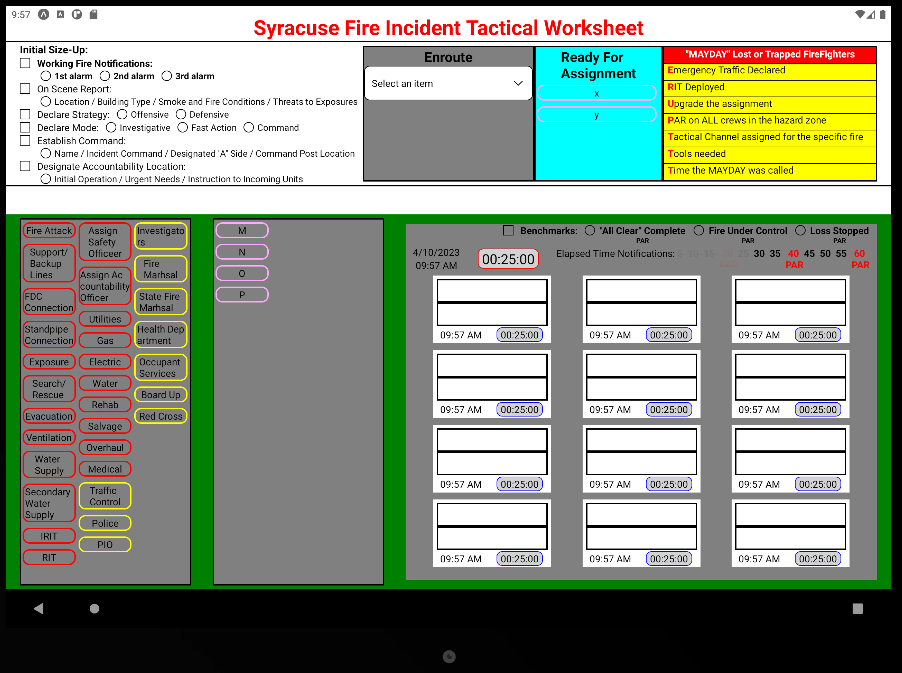 9:57
Syracuse Fire Incident Tactical Worksheet
Initial Size-Up:
Working Fire Notifications:
1st alarm 2nd alarm 3rd alarm
On Scene Report:
Location / Building Type / Smoke and Fire Conditions / Threats to Exposures
Declare Strategy: Offensive Defensive
Declare Mode: Investigative Fast Action Command
Establish Command:
Name / Incident Command / Designated "A" Side / Command Post Location
Designate Accountability Location:
Initial Operation / Urgent Needs / Instruction to Incoming Units
Enroute
Select an item
Ready For
Assignment
x
y
"MAYDAY" Lost or Trapped FireFighters
Emergency Traffic Declared
RIT Deployed
Upgrade the assignment
PAR on ALL crews in the hazard zone
Tactical Channel assigned for the specific fire
Tools needed
Time the MAYDAY was called
Fire Attack
Support/
Backup
Lines
FDC
Connection
Standpipe
Connection
Exposure
Search/
Rescue
Evacuation
Ventilation
Water
Supply
Secondary
Water
Supply
IRIT
RIT
Assign
Safety
Officeer
Assign Ac
countability
Officer
Utilities
Gas
Electric
Water
Rehab
Salvage
Overhaul
Medical
Traffic
Control
Police
PIO
Investigato
rs
Fire
Marhsal
State Fire
Marhsal
Health Dep
artment
Occupant
Services
Board Up
Red Cross
M
N
O
P
Benchmarks: "All Clear" Complete Fire Under Control Loss Stopped
PAR PAR PAR
4/10/2023
09:57 AM
00:25:00
Elapsed Time Notifications: 5 10 15 20 25 30 35 40 45 50 55 60
PAR PAR PAR
09:57 AM 00:25:00 09:57 AM 00:25:00 09:57 AM 00:25:00
09:57 AM 00:25:00 09:57 AM 00:25:00 09:57 AM 00:25:00
09:57 AM 00:25:00 09:57 AM 00:25:00 09:57 AM 00:25:00
09:57 AM 00:25:00 09:57 AM 00:25:00 09:57 AM 00:25:00